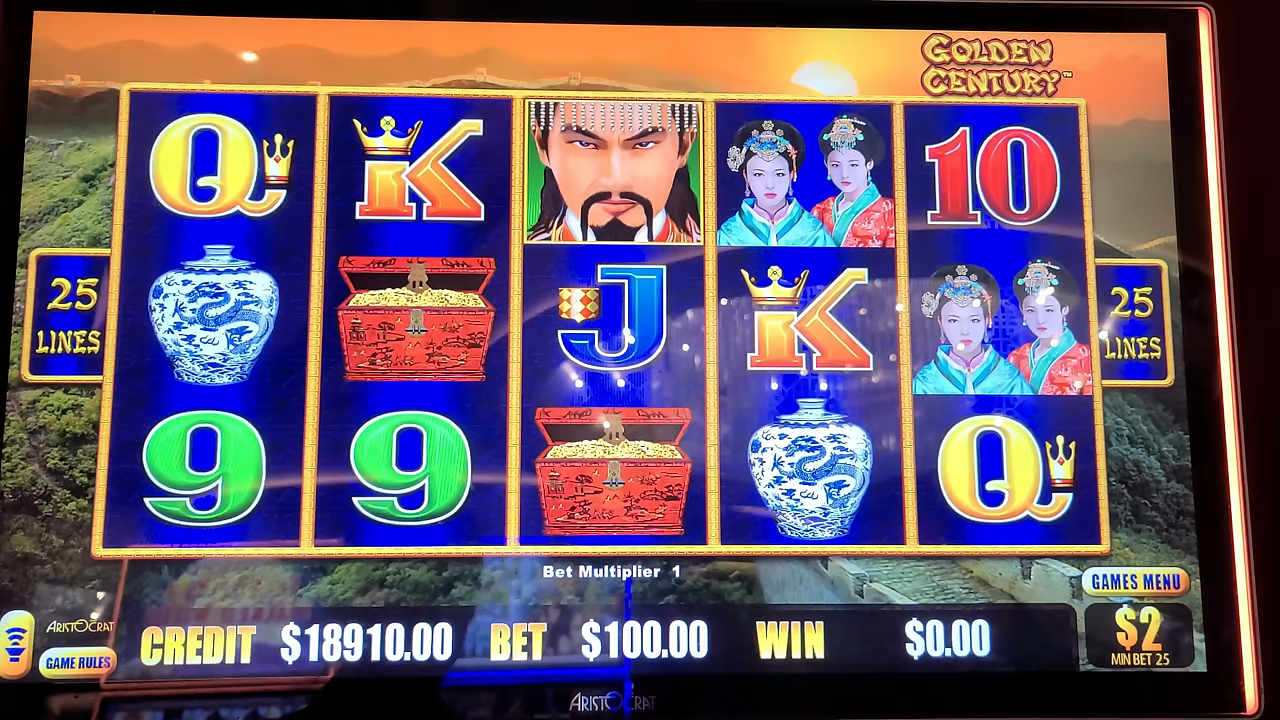 GOLDEN
CENTURY™
Q K 10
25
LINES
J K
25
LINES
9 9 Q
Bet Multiplier 1
GAMES MENU
ARISTOCRAT
GAME RULES
CREDIT $18910.00 BET $100.00 WIN $0.00
$2
MIN BET 25
ARISTOCRAT